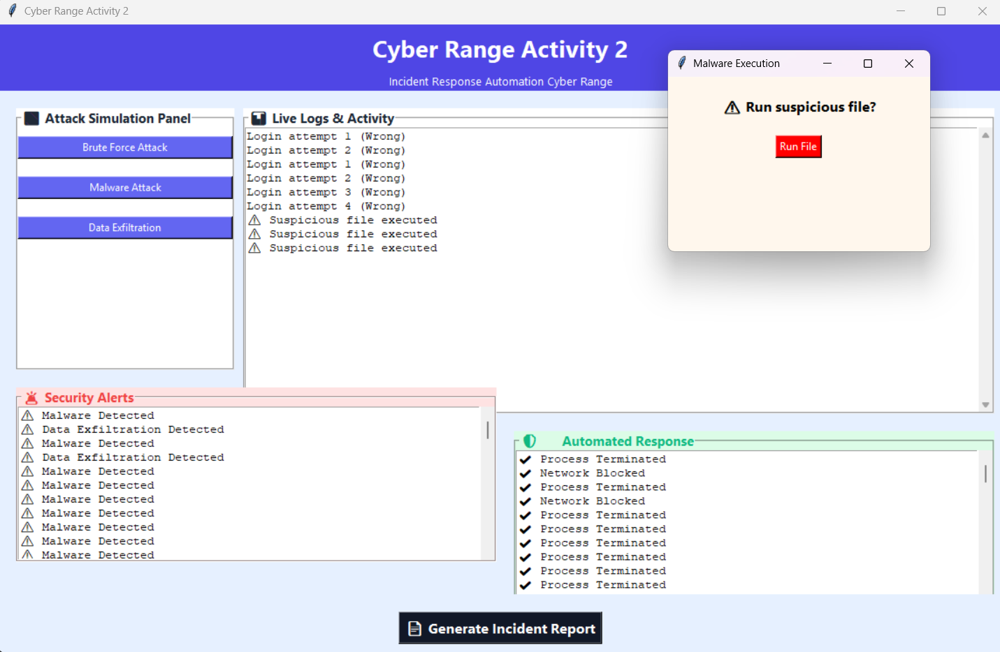 Cyber Range Activity 2
Cyber Range Activity 2
Incident Response Automation Cyber Range
Malware Execution
⚠ Run suspicious file?
Run File
Attack Simulation Panel
Brute Force Attack
Malware Attack
Data Exfiltration
Live Logs & Activity
Login attempt 1 (Wrong)
Login attempt 2 (Wrong)
Login attempt 1 (Wrong)
Login attempt 2 (Wrong)
Login attempt 3 (Wrong)
Login attempt 4 (Wrong)
⚠ Suspicious file executed
⚠ Suspicious file executed
⚠ Suspicious file executed
Security Alerts
⚠ Malware Detected
⚠ Data Exfiltration Detected
⚠ Malware Detected
⚠ Data Exfiltration Detected
⚠ Malware Detected
⚠ Malware Detected
⚠ Malware Detected
⚠ Malware Detected
⚠ Malware Detected
⚠ Malware Detected
⚠ Malware Detected
Automated Response
✔ Process Terminated
✔ Network Blocked
✔ Process Terminated
✔ Network Blocked
✔ Process Terminated
✔ Process Terminated
✔ Process Terminated
✔ Process Terminated
✔ Process Terminated
✔ Process Terminated
Generate Incident Report